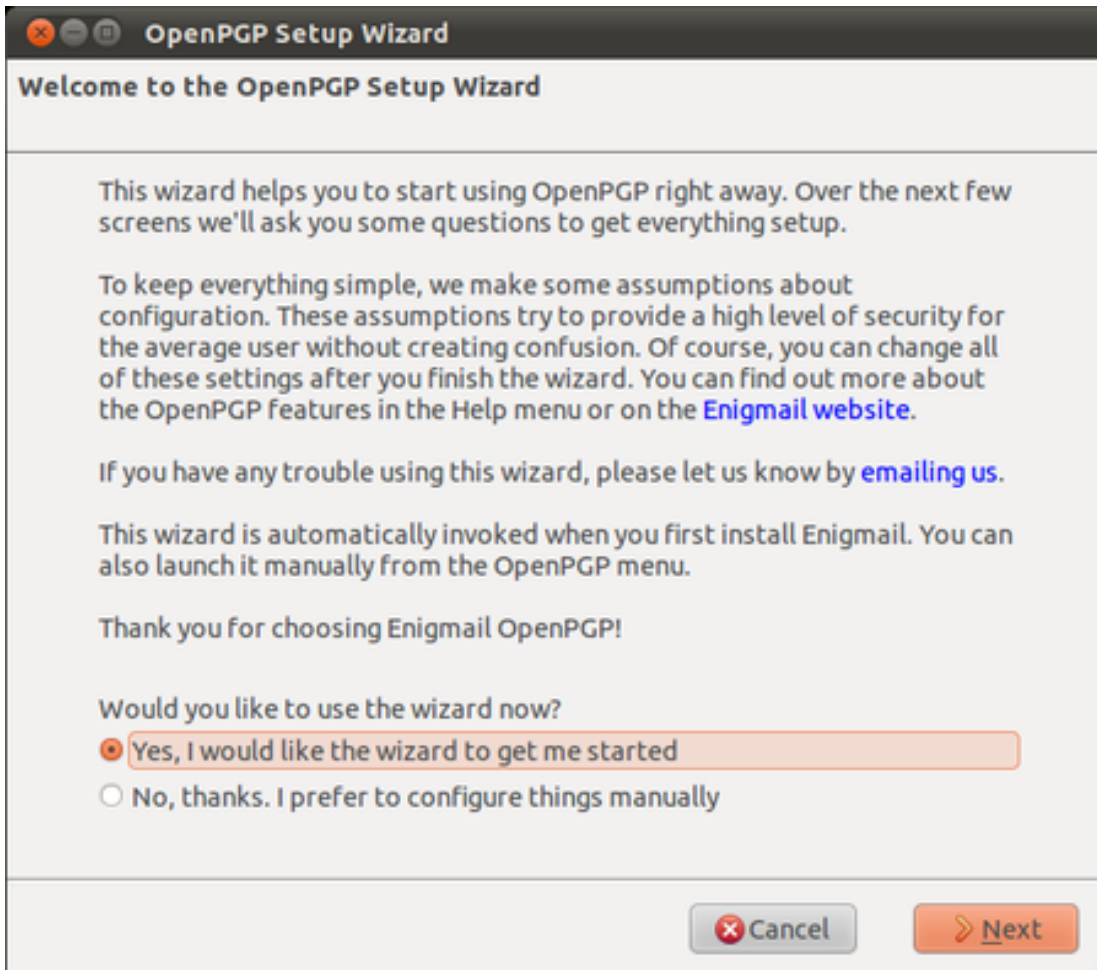 OpenPGP Setup Wizard
Welcome to the OpenPGP Setup Wizard
This wizard helps you to start using OpenPGP right away. Over the next few
screens we'll ask you some questions to get everything setup.
To keep everything simple, we make some assumptions about
configuration. These assumptions try to provide a high level of security for
the average user without creating confusion. Of course, you can change all
of these settings after you finish the wizard. You can find out more about
the OpenPGP features in the Help menu or on the Enigmail website.
If you have any trouble using this wizard, please let us know by emailing us.
This wizard is automatically invoked when you first install Enigmail. You can
also launch it manually from the OpenPGP menu.
Thank you for choosing Enigmail OpenPGP!
Would you like to use the wizard now?
Yes, I would like the wizard to get me started
No, thanks. I prefer to configure things manually
Cancel Next